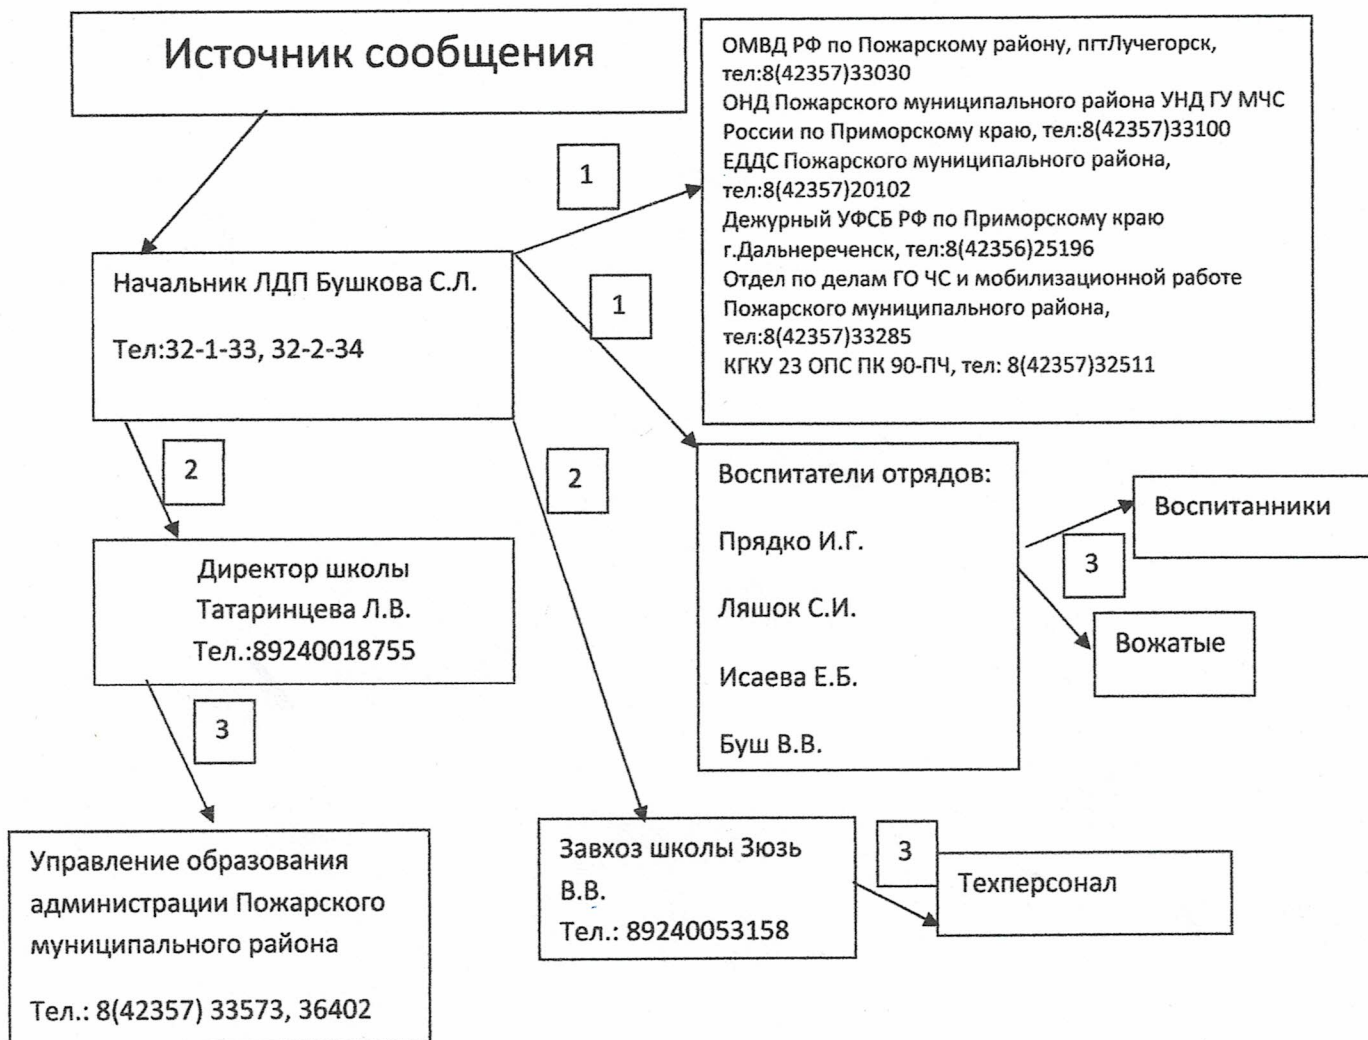 Источник сообщения
ОМВД РФ по Пожарскому району, пгтЛучегорск,
тел:8(42357)33030
ОНД Пожарского муниципального района УНД ГУ МЧС
России по Приморскому краю, тел:8(42357)33100
ЕДДС Пожарского муниципального района,
тел:8(42357)20102
Дежурный УФСБ РФ по Приморскому краю
г.Дальнереченск, тел:8(42356)25196
Отдел по делам ГО ЧС и мобилизационной работе
Пожарского муниципального района,
тел:8(42357)33285
КГКУ 23 ОПС ПК 90-ПЧ, тел: 8(42357)32511
1
1
Начальник ЛДП Бушкова С.Л.
Тел:32-1-33, 32-2-34
2
2
Воспитатели отрядов:
Прядко И.Г.
Ляшок С.И.
Исаева Е.Б.
Буш В.В.
3
Воспитанники
Вожатые
Директор школы
Татаринцева Л.В.
Тел.:89240018755
3
Управление образования
администрации Пожарского
муниципального района
Тел.: 8(42357) 33573, 36402
Завхоз школы Зюзь
В.В.
Тел.: 89240053158
3
Техперсонал